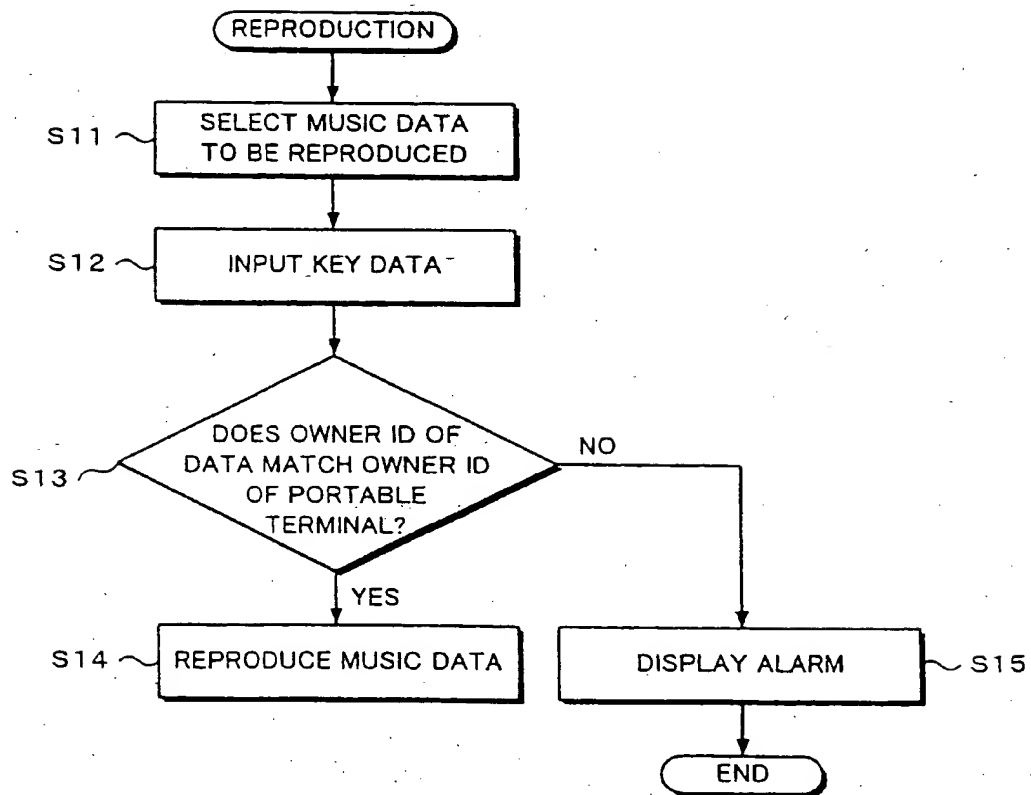 REPRODUCTION
S11
SELECT MUSIC DATA
TO BE REPRODUCED
S12
INPUT KEY DATA
S13
DOES OWNER ID OF
DATA MATCH OWNER ID
OF PORTABLE
TERMINAL?
NO
YES
S14
REPRODUCE MUSIC DATA
DISPLAY ALARM
S15
END